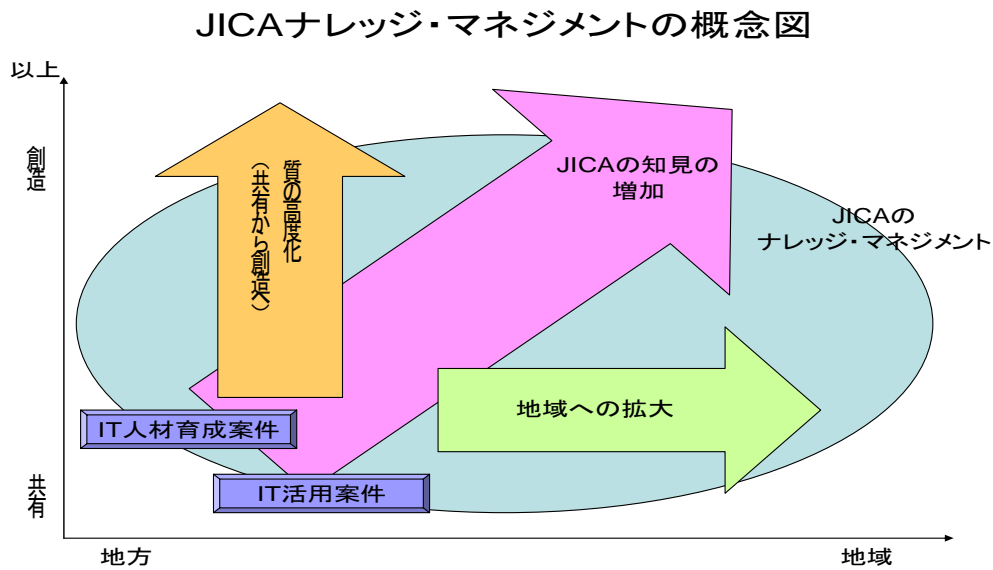 JICAナレッジ・マネジメントの概念図
以上
創造
質の高度化
（共有から創造へ）
JICAの知見の
増加
JICAの
ナレッジ・マネジメント
地域への拡大
IT人材育成案件
IT活用案件
共有
地方
地域